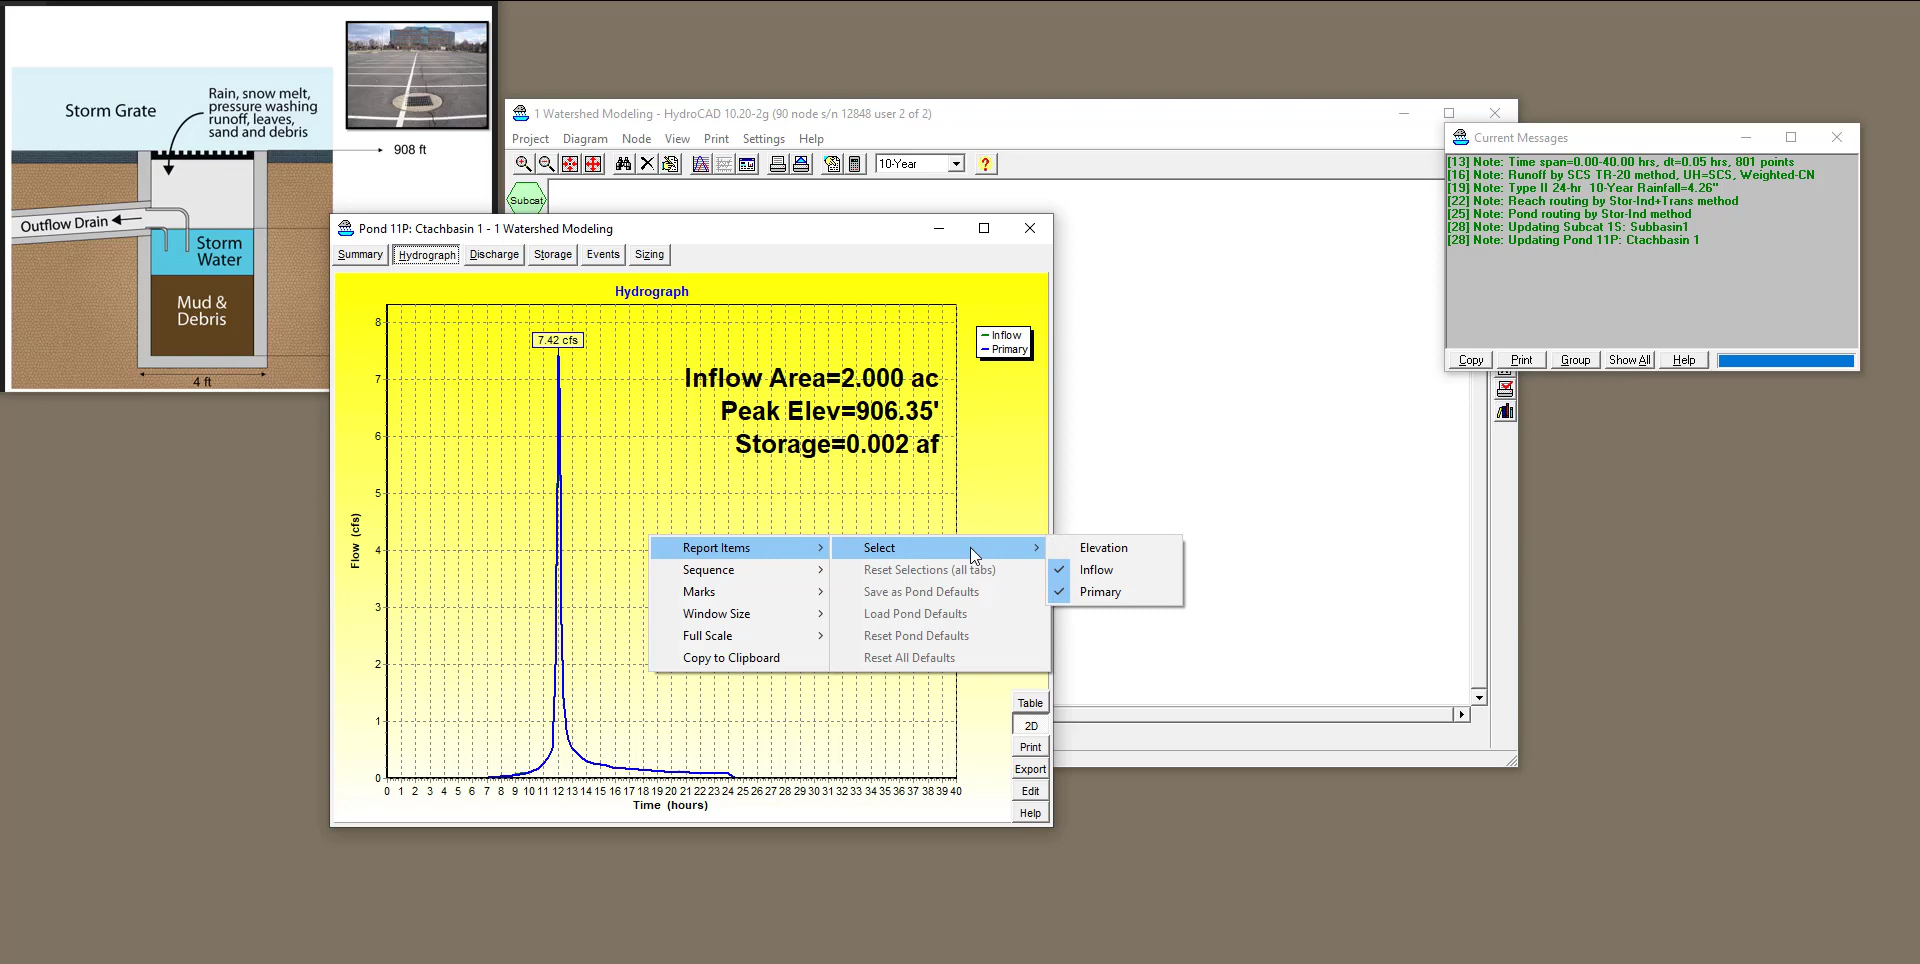 Storm Grate
Rain, snow melt,
pressure washing
runoff, leaves,
sand and debris
908 ft
Outflow Drain
Storm
Water
Mud &
Debris
4 ft
1 Watershed Modeling - HydroCAD 10.20-2g (90 node s/n 12848 user 2 of 2)
Project Diagram Node View Print Settings Help
10-Year
?
Subcat
Pond 11P: Ctachbasin 1 - 1 Watershed Modeling
Summary Hydrograph Discharge Storage Events Sizing
Hydrograph
Inflow
Primary
7.42 cfs
Inflow Area=2.000 ac
Peak Elev=906.35'
Storage=0.002 af
8
7
6
5
4
3
2
1
0
Flow (cfs)
0 1 2 3 4 5 6 7 8 9 10 11 12 13 14 15 16 17 18 19 20 21 22 23 24 25 26 27 28 29 30 31 32 33 34 35 36 37 38 39 40
Time (hours)
Report Items
Sequence
Marks
Window Size
Full Scale
Copy to Clipboard
Select
Reset Selections (all tabs)
Save as Pond Defaults
Load Pond Defaults
Reset Pond Defaults
Reset All Defaults
Elevation
Inflow
Primary
Table
2D
Print
Export
Edit
Help
Current Messages
[13] Note: Time span=0.00-40.00 hrs, dt=0.05 hrs, 801 points
[16] Note: Runoff by SCS TR-20 method, UH=SCS, Weighted-CN
[19] Note: Type II 24-hr 10-Year Rainfall=4.26"
[22] Note: Reach routing by Stor-Ind+Trans method
[25] Note: Pond routing by Stor-Ind method
[28] Note: Updating Subcat 1S: Subbasin1
[28] Note: Updating Pond 11P: Ctachbasin 1
Copy Print Group Show All Help